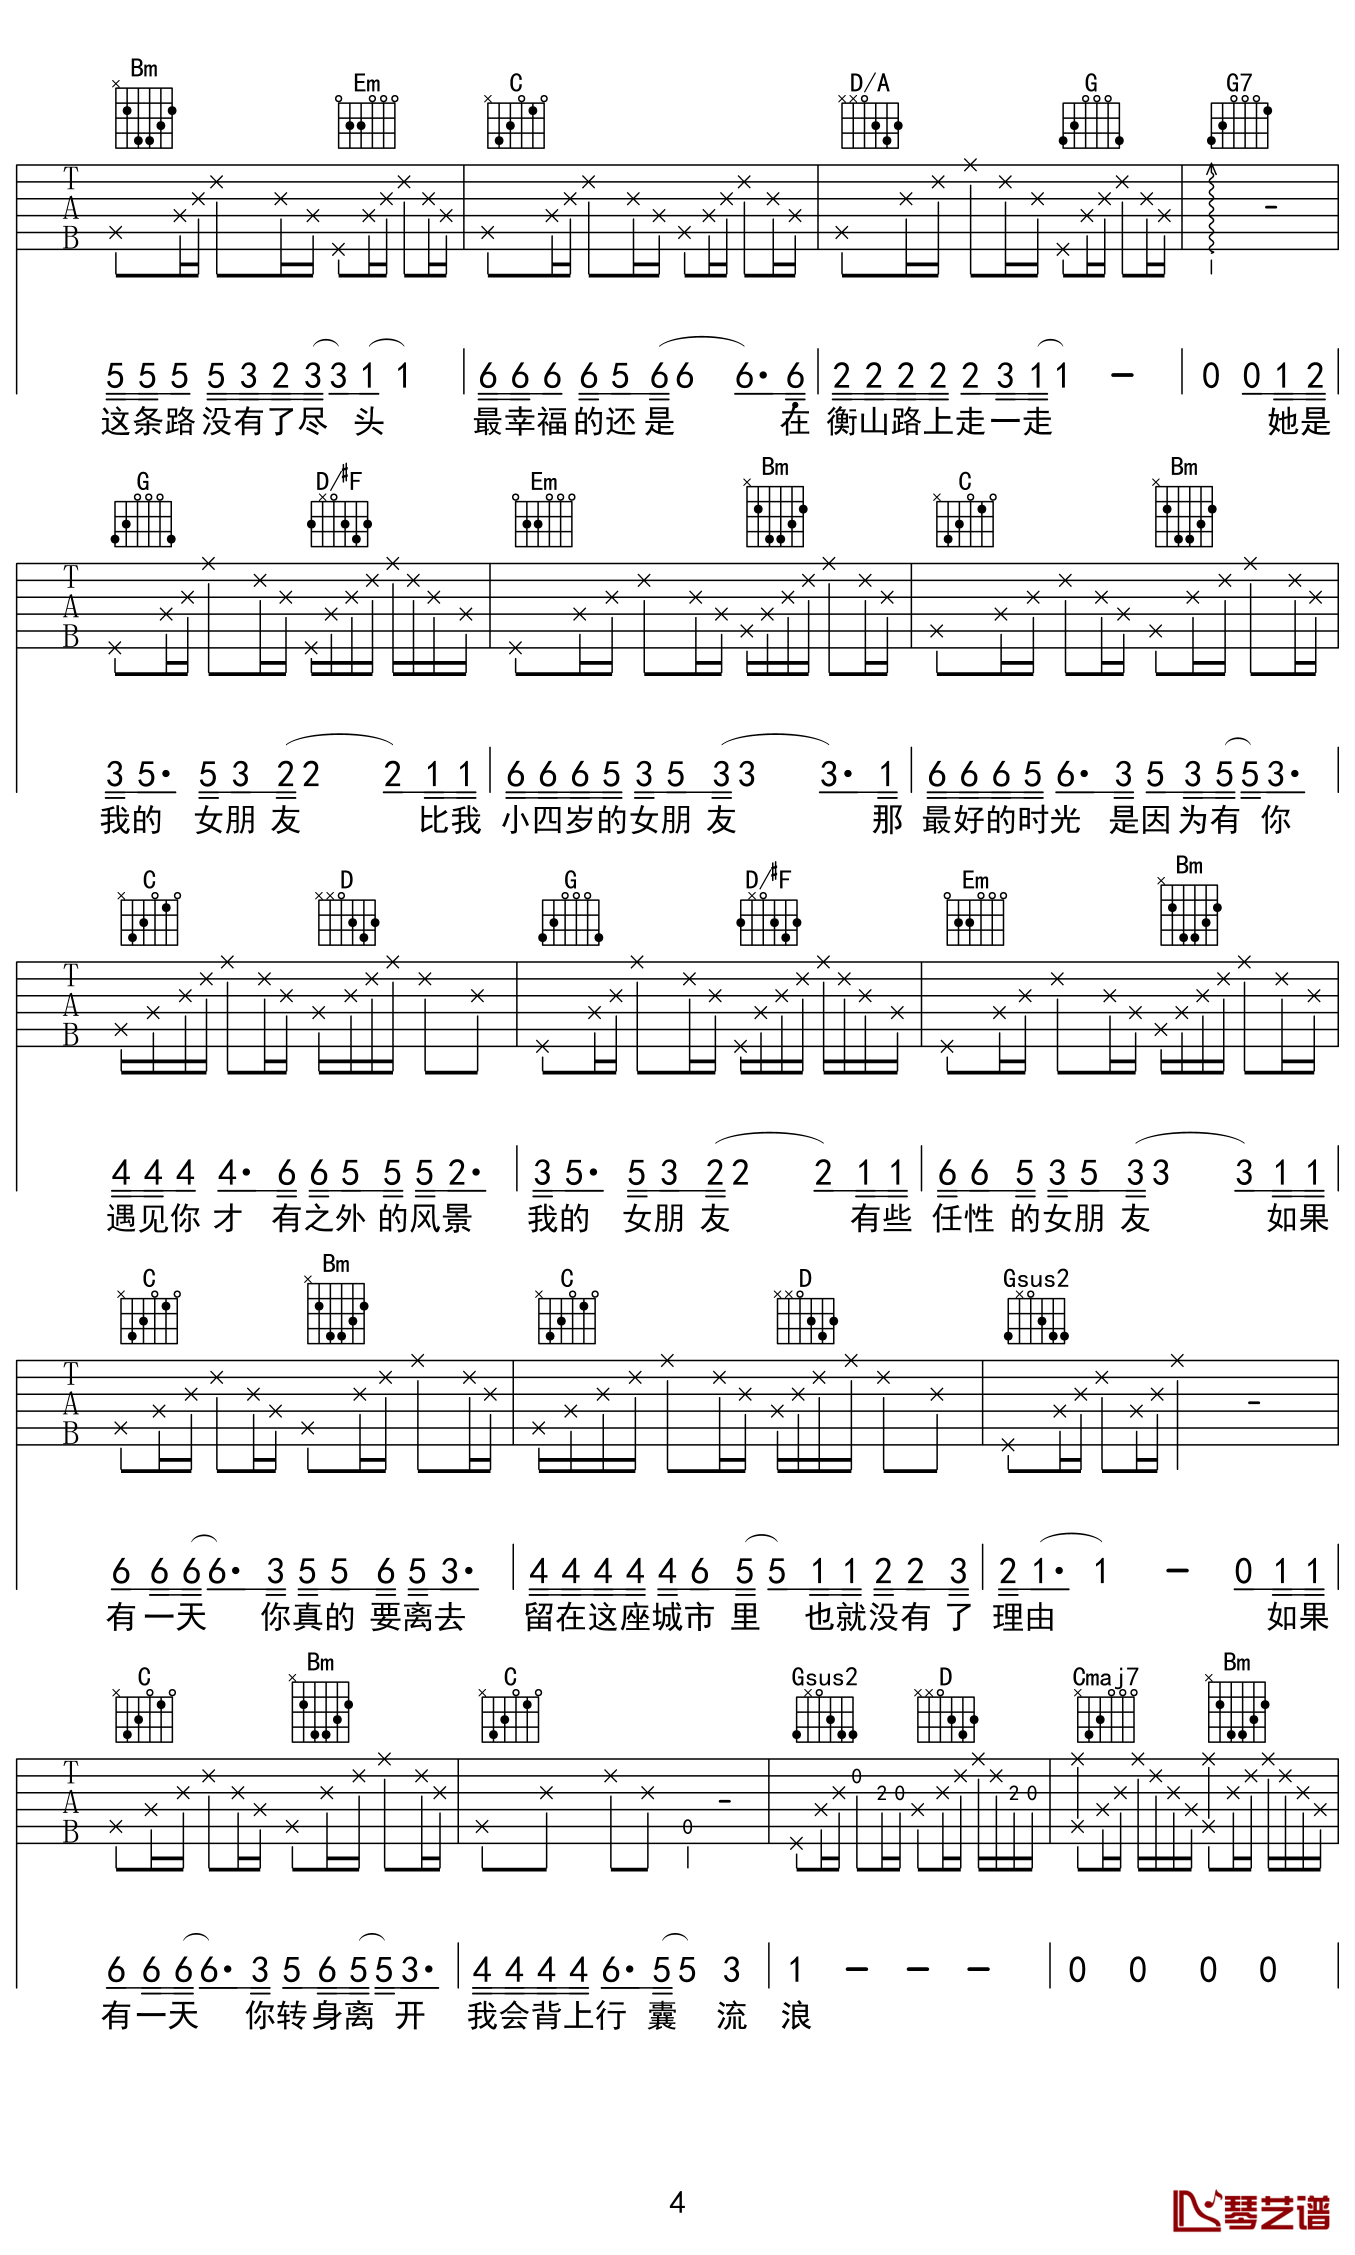 Bm Em C D/A G G7
T A B
5 5 5 5 3 2 3 3 1 1 6 6 6 6 5 6 6 6· 6 2 2 2 2 2 3 1 1 - 0 0 1 2
这条路没有了尽 头 最幸福的还是 在 衡山路上走一走 她是
G D/#F Em Bm C Bm
T A B
3 5· 5 3 2 2 2 1 1 6 6 6 5 3 5 3 3 3· 1 6 6 6 5 6· 3 5 3 5 5 3·
我的 女朋友 比我 小四岁的女朋友 那 最好的时光 是因为有 你
C D G D/#F Em Bm
T A B
4 4 4 4· 6 6 5 5 5 2· 3 5· 5 3 2 2 2 1 1 6 6 5 3 5 3 3 3 1 1
遇见你 才 有之外 的风景 我的 女朋友 有些 任性 的女朋友 如果
C Bm C D Gsus2
T A B
6 6 6 6· 3 5 5 6 5 3· 4 4 4 4 4 6 5 5 1 1 2 2 3 2 1· 1 - 0 1 1
有一天 你真的 要离去 留在这座城市 里 也就没有了 理由 如果
C Bm C Gsus2 D Cmaj7 Bm
T A B 0 0 2 0 2 0
6 6 6 6· 3 5 6 5 5 3· 4 4 4 4 6· 5 5 3 1 - - - 0 0 0 0
有一天 你转身离 开 我会背上行 囊 流 浪
4
琴艺谱